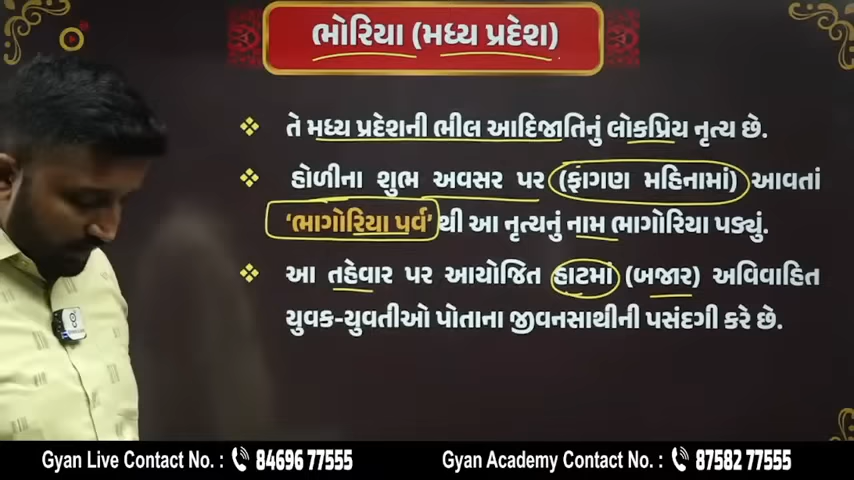 ભોરિયા (મધ્ય પ્રદેશ)
❖ તે મધ્ય પ્રદેશની ભીલ આદિજાતિનું લોકપ્રિય નૃત્ય છે.
❖ હોળીના શુભ અવસર પર (ફાગણ મહિનામાં) આવતાં
'ભાગોરિયા પર્વ' થી આ નૃત્યનું નામ ભાગોરિયા પડ્યું.
❖ આ તહેવાર પર આયોજિત હાટમાં (બજાર) અવિવાહિત
યુવક-યુવતીઓ પોતાના જીવનસાથીની પસંદગી કરે છે.
Gyan Live Contact No. : 84696 77555
Gyan Academy Contact No. : 87582 77555